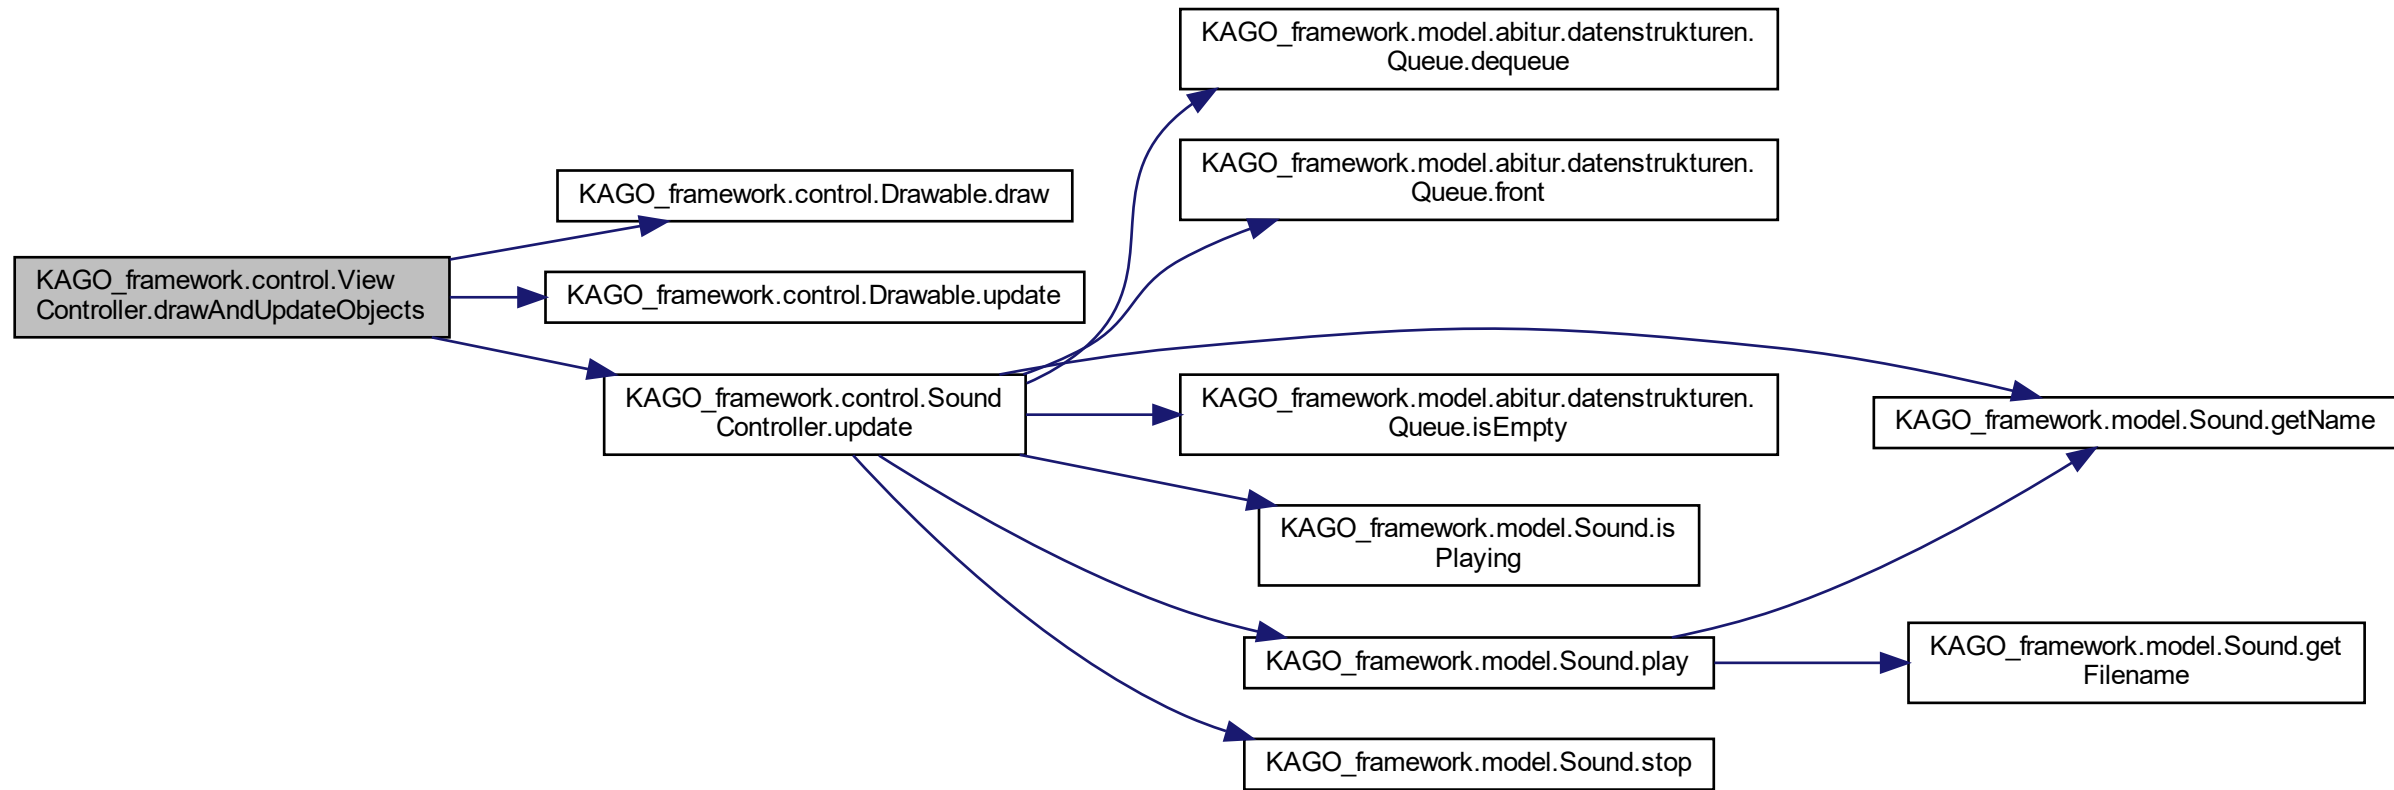 KAGO_framework.control.View
Controller.drawAndUpdateObjects
KAGO_framework.control.Drawable.draw
KAGO_framework.control.Drawable.update
KAGO_framework.control.Sound
Controller.update
KAGO_framework.model.abitur.datenstrukturen.
Queue.dequeue
KAGO_framework.model.abitur.datenstrukturen.
Queue.front
KAGO_framework.model.abitur.datenstrukturen.
Queue.isEmpty
KAGO_framework.model.Sound.is
Playing
KAGO_framework.model.Sound.play
KAGO_framework.model.Sound.stop
KAGO_framework.model.Sound.getName
KAGO_framework.model.Sound.get
Filename